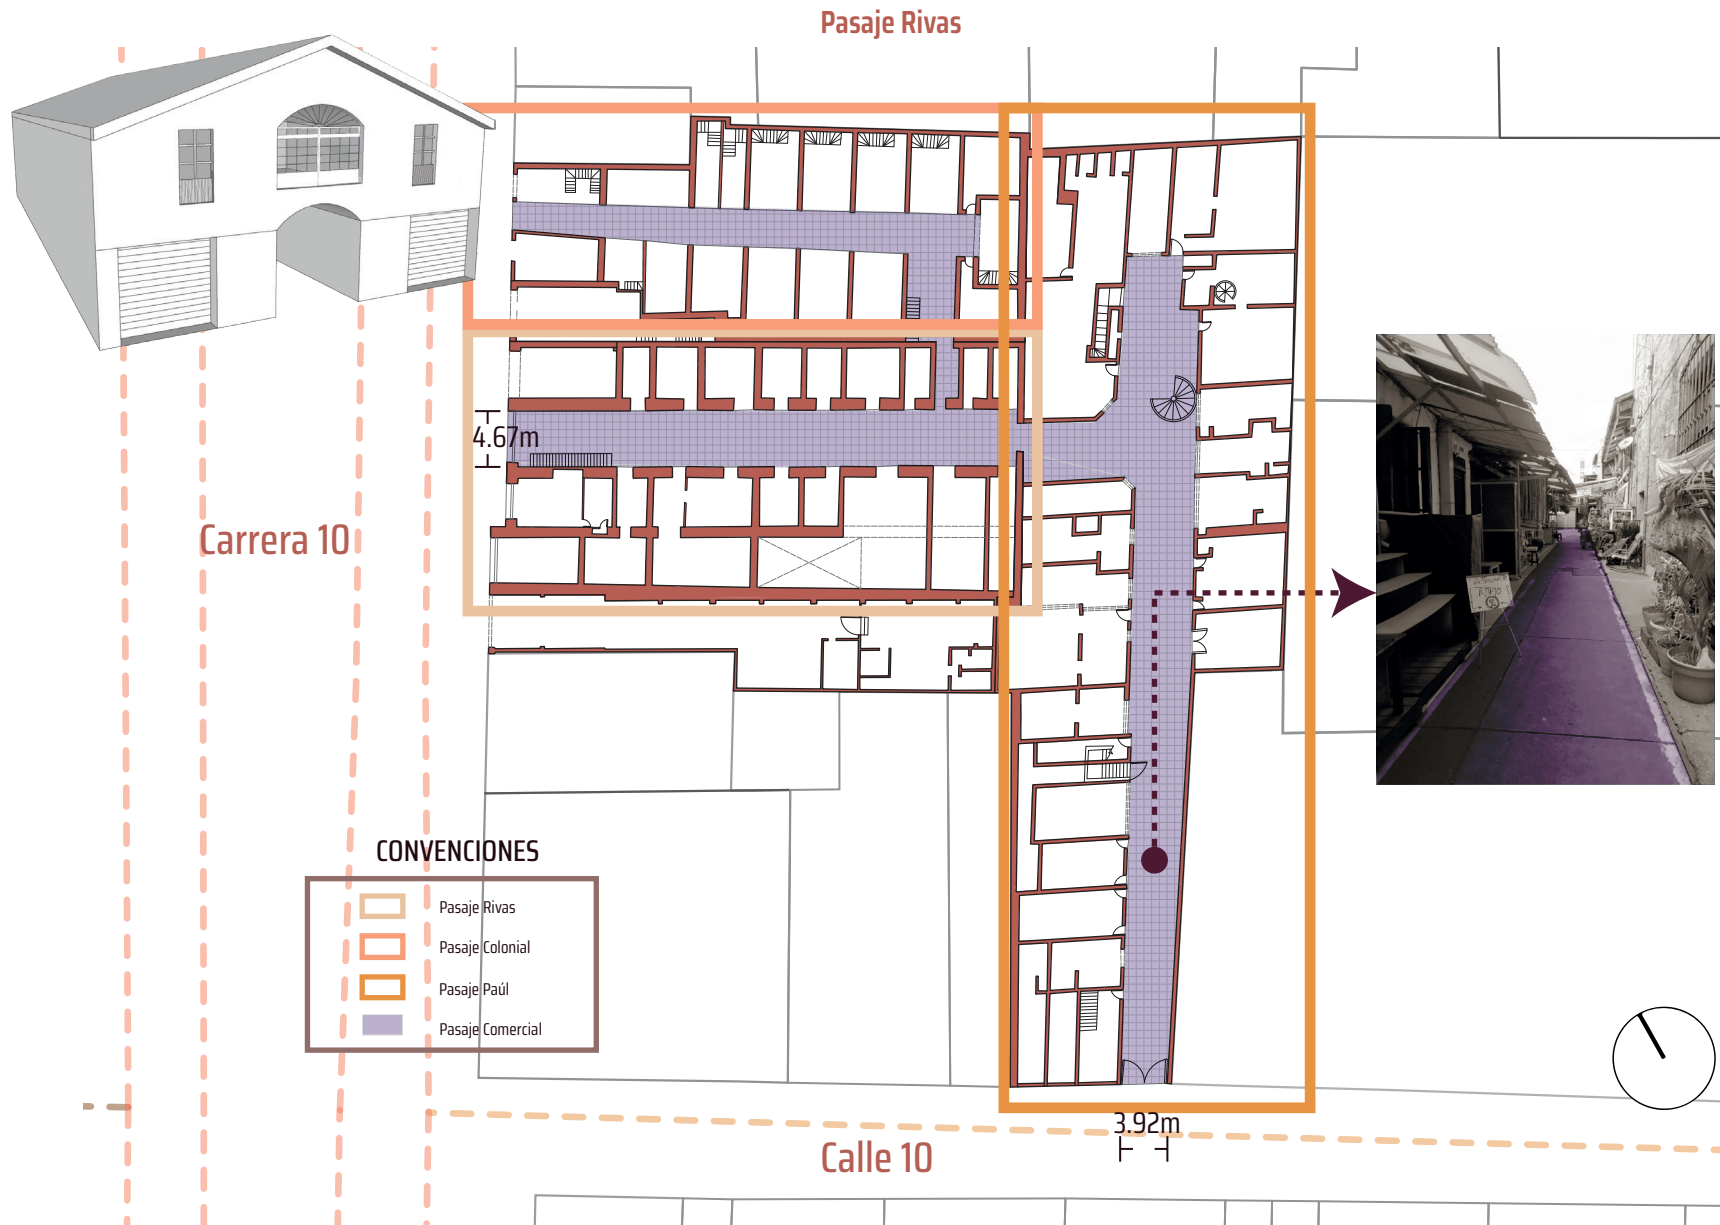 Pasaje Rivas
4.67m
Carrera 10
CONVENCIONES
Pasaje Rivas
Pasaje Colonial
Pasaje Paúl
Pasaje Comercial
3.92m
Calle 10